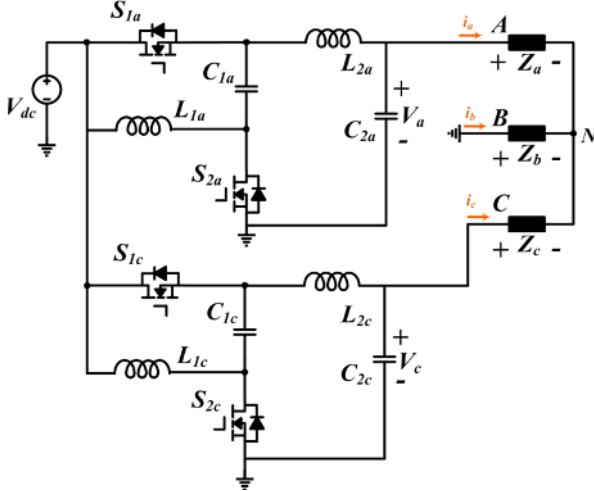 S1a
ia A
L2a
+ Za -
C1a
Vdc
+
-
L1a
C2a
+
Va
-
ib B
N
+ Zb -
S2a
ic C
+ Zc -
S1c
L2c
C1c
L1c
C2c
+
Vc
-
S2c